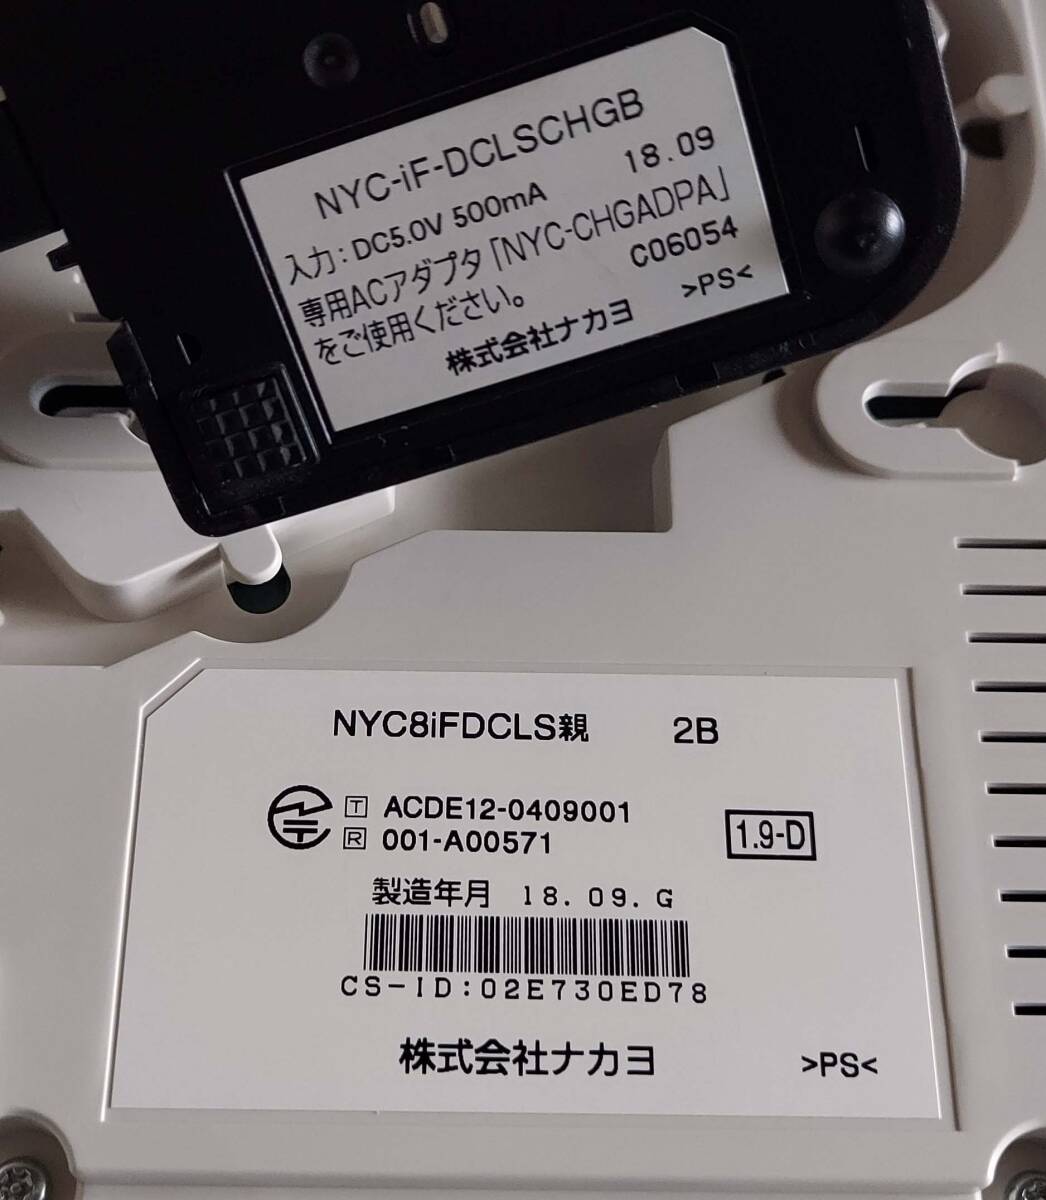 NYC-iF-DCLSCHGB
入力:DC5.0V 500mA 18.09
専用ACアダプタ「NYC-CHGADPA」
をご使用ください。 C06054
株式会社ナカヨ >PS<
NYC8iFDCLS親 2B
T ACDE12-0409001
R 001-A00571
1.9-D
製造年月 18.09.G
CS-ID:02E730ED78
株式会社ナカヨ >PS<